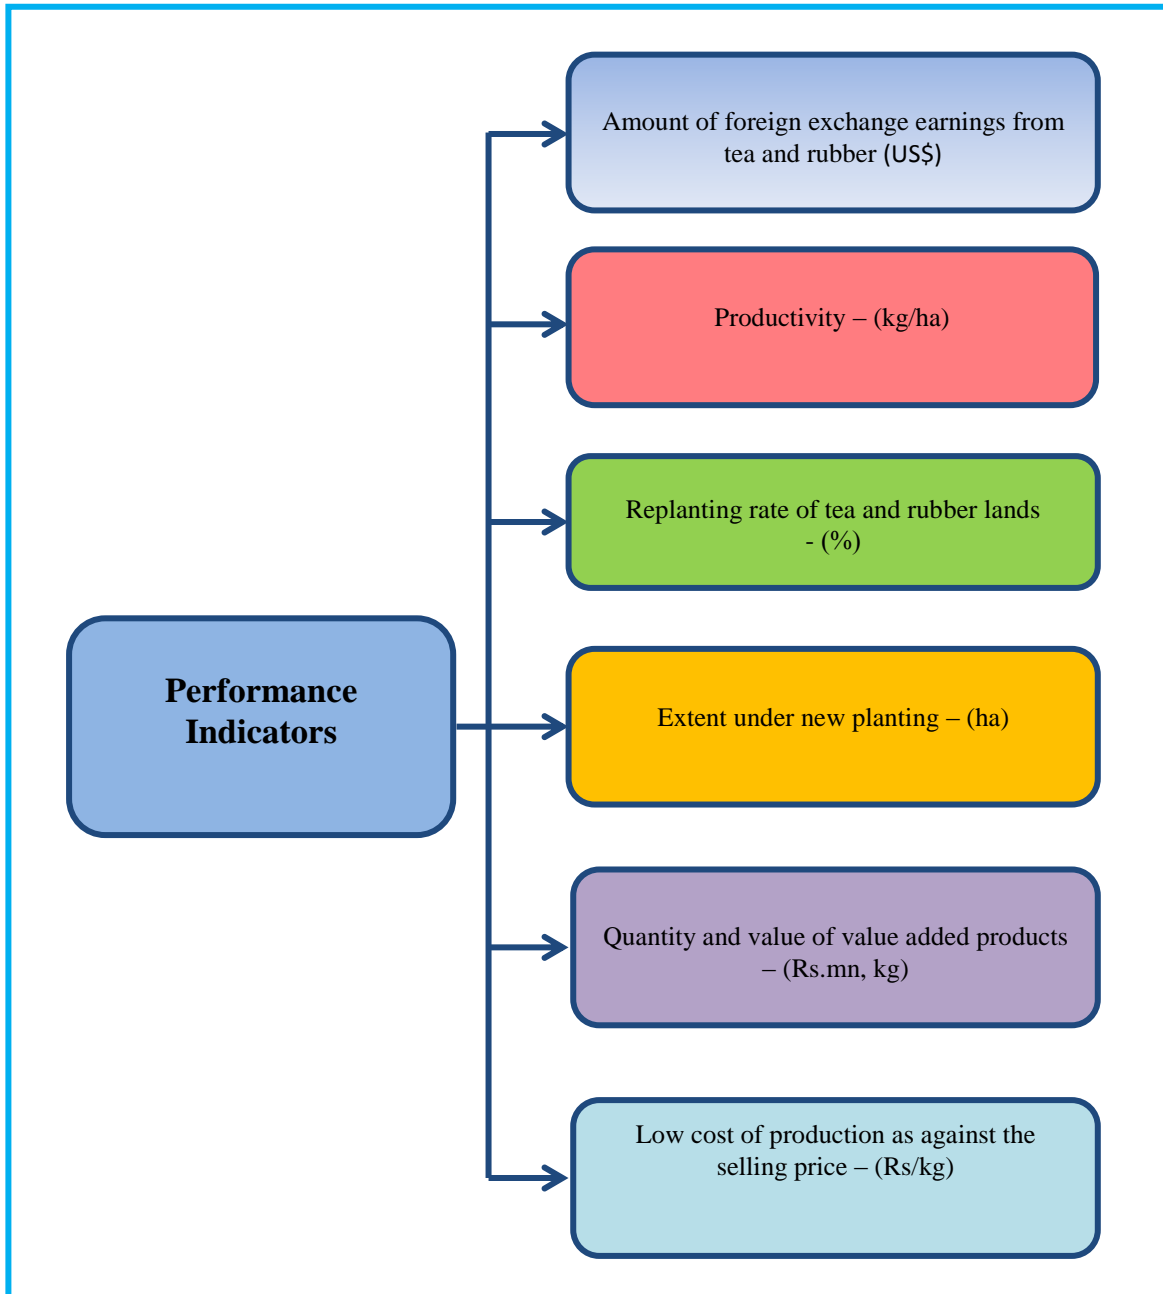 Performance
Indicators
Amount of foreign exchange earnings from
tea and rubber (US$)
Productivity – (kg/ha)
Replanting rate of tea and rubber lands
- (%)
Extent under new planting – (ha)
Quantity and value of value added products
– (Rs.mn, kg)
Low cost of production as against the
selling price – (Rs/kg)